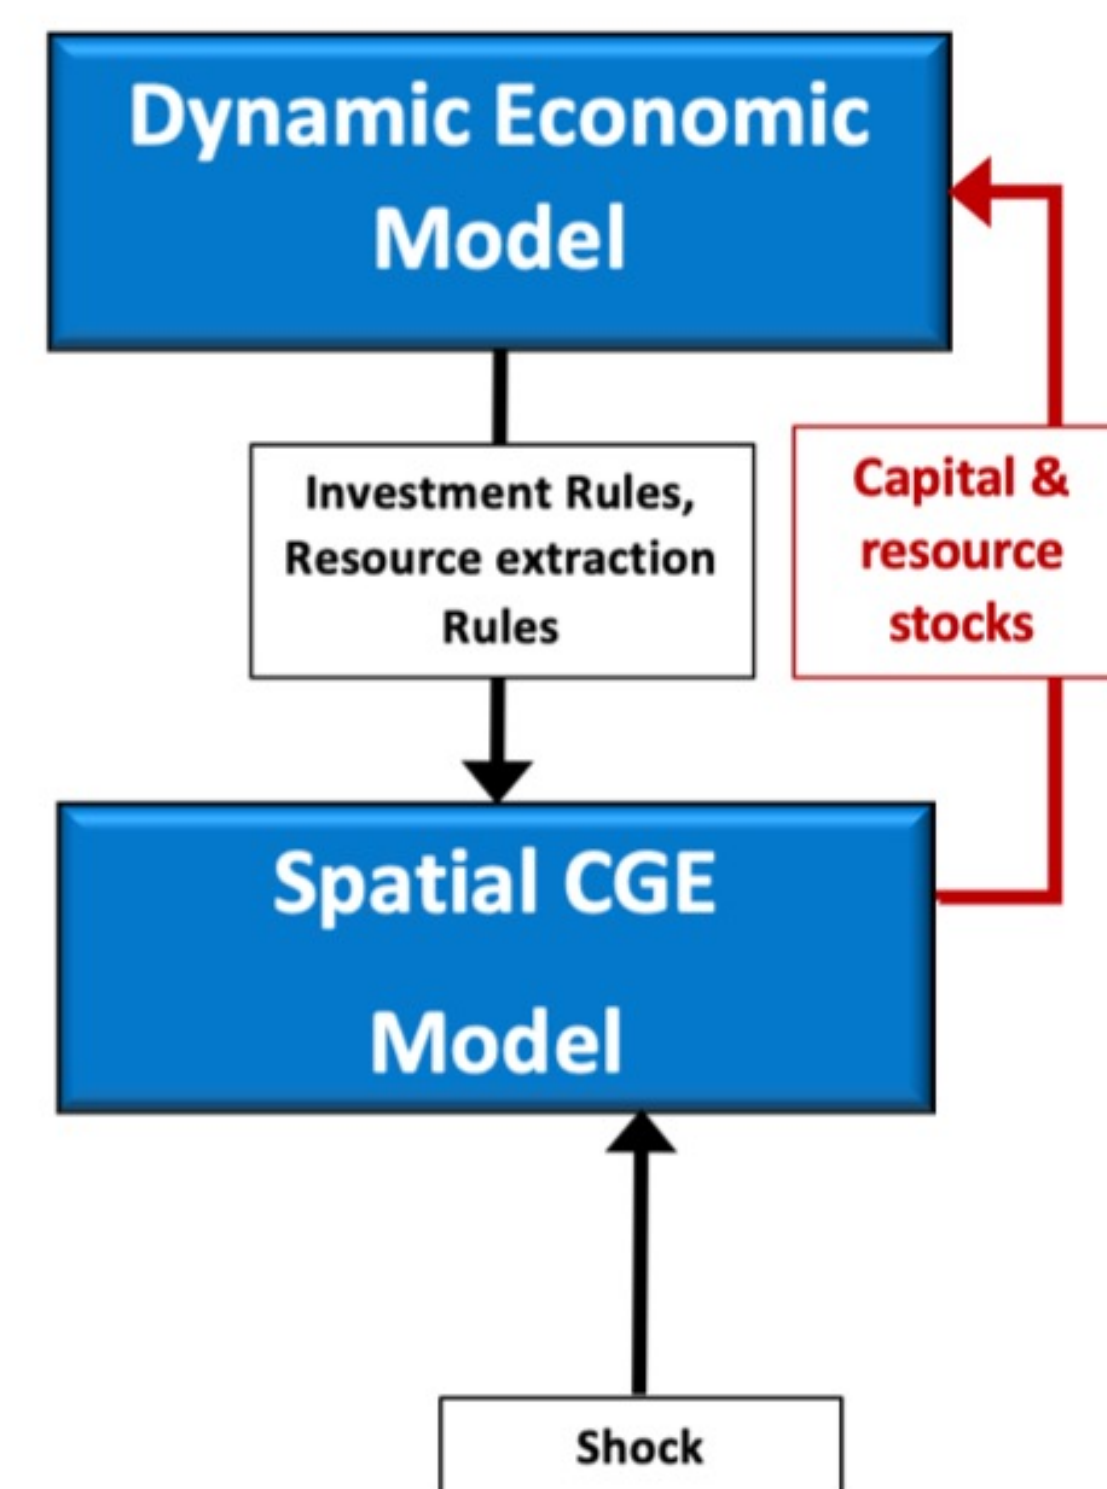 Dynamic Economic
Model
Investment Rules,
Resource extraction
Rules
Capital &
resource
stocks
Spatial CGE
Model
Shock